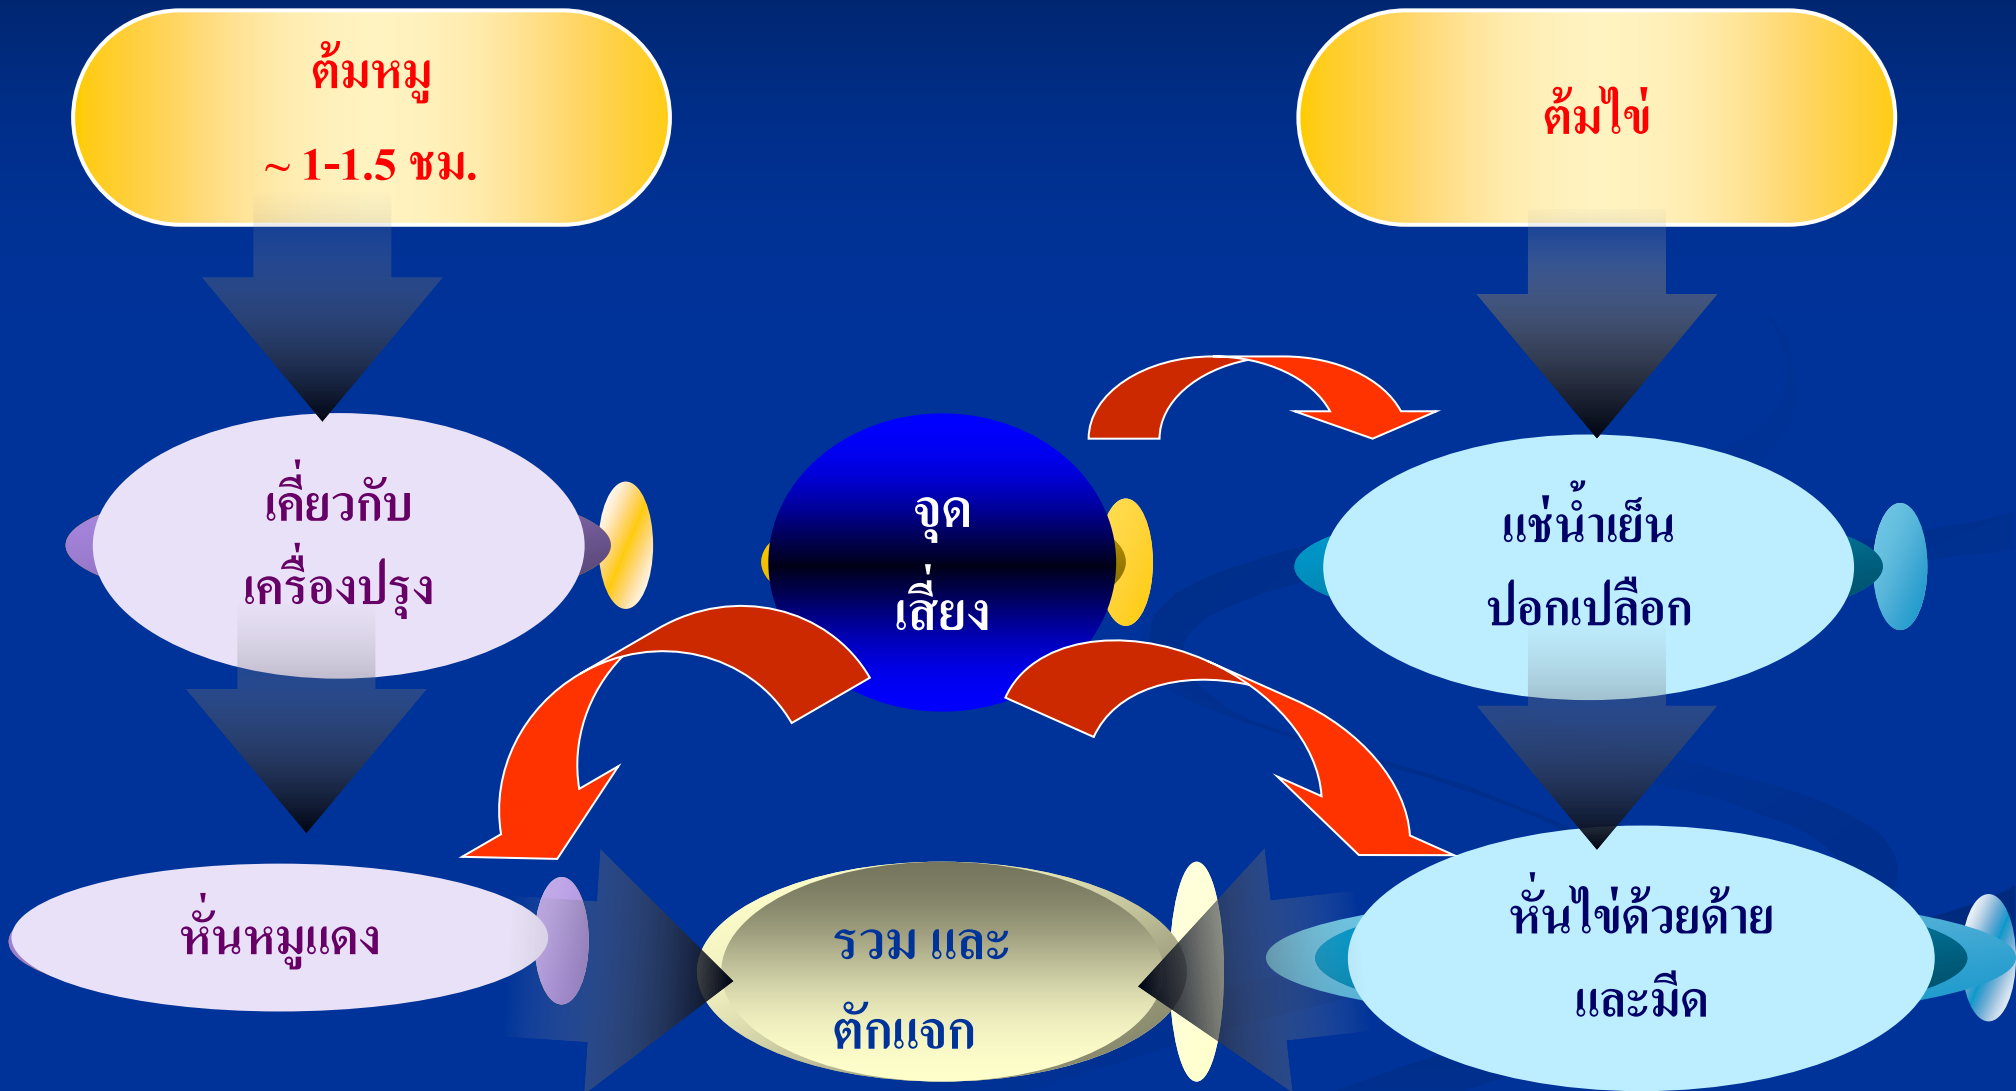 ต้มหมู
~ 1-1.5 ชม.
ต้มไข่
เคี่ยวกับ
เครื่องปรุง
จุด
เสี่ยง
แช่น้ำเย็น
ปอกเปลือก
หั่นหมูแดง
รวม และ
ตักแจก
หั่นไข่ด้วยด้าย
และมีด